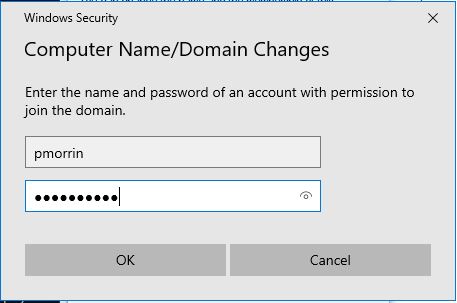 Windows Security
Computer Name/Domain Changes
Enter the name and password of an account with permission to
join the domain.
pmorrin
●●●●●●●●●●
OK
Cancel